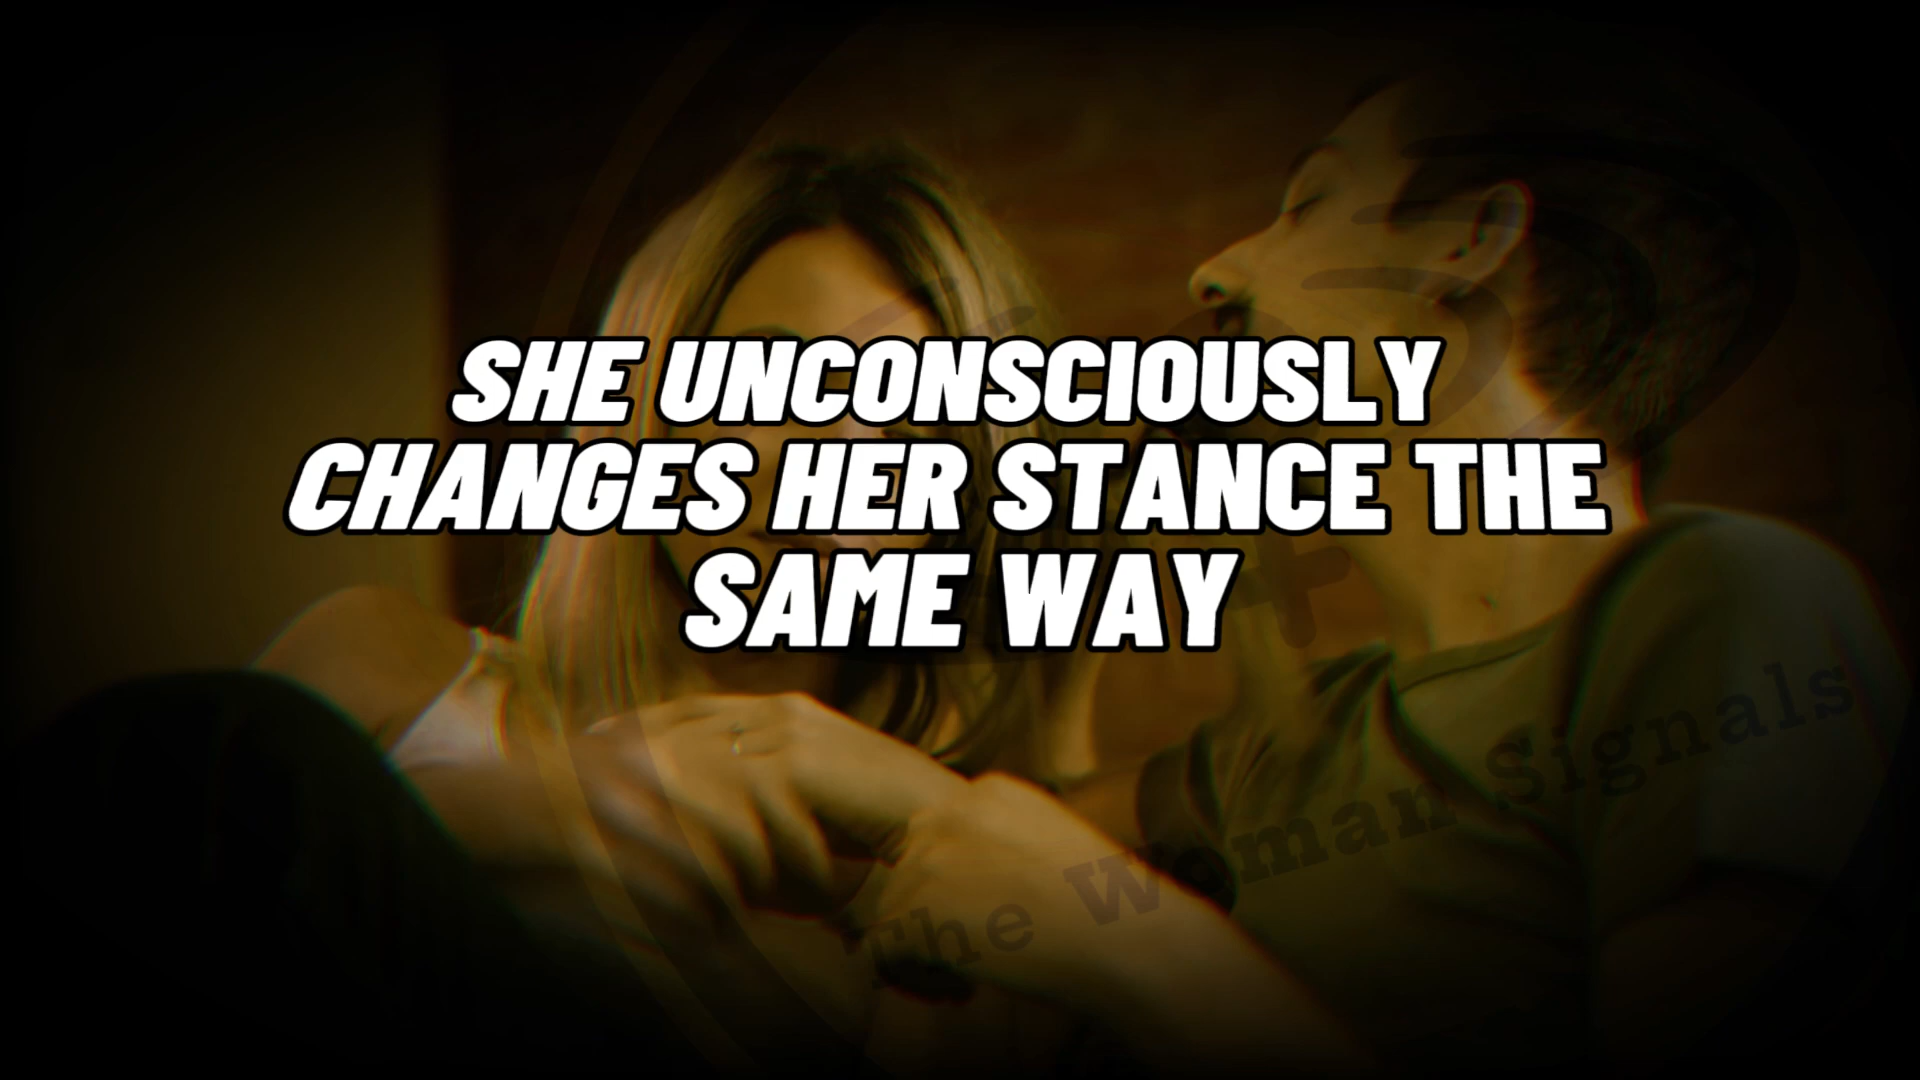 SHE UNCONSCIOUSLY
CHANGES HER STANCE THE
SAME WAY
The Woman Signals